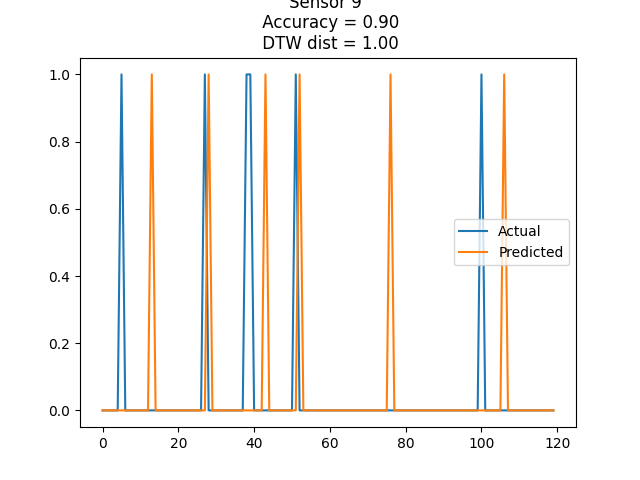 Sensor 9
Accuracy = 0.90
DTW dist = 1.00
1.0
0.8
0.6
0.4
0.2
0.0
Actual
Predicted
0 20 40 60 80 100 120